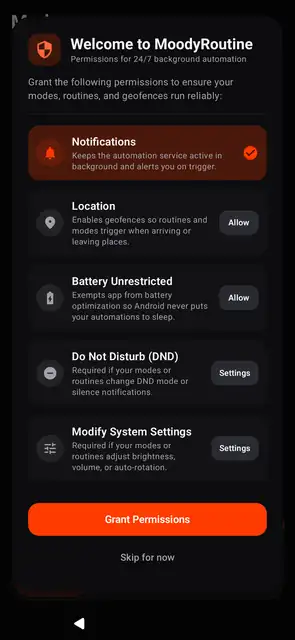 Welcome to MoodyRoutine
Permissions for 24/7 background automation
Grant the following permissions to ensure your
modes, routines, and geofences run reliably:
Notifications
Keeps the automation service active in
background and alerts you on trigger.
Location
Enables geofences so routines and
modes trigger when arriving or
leaving places.
Allow
Battery Unrestricted
Exempts app from battery
optimization so Android never puts
your automations to sleep.
Allow
Do Not Disturb (DND)
Required if your modes or
routines change DND mode or
silence notifications.
Settings
Modify System Settings
Required if your modes or
routines adjust brightness,
volume, or auto-rotation.
Settings
Grant Permissions
Skip for now